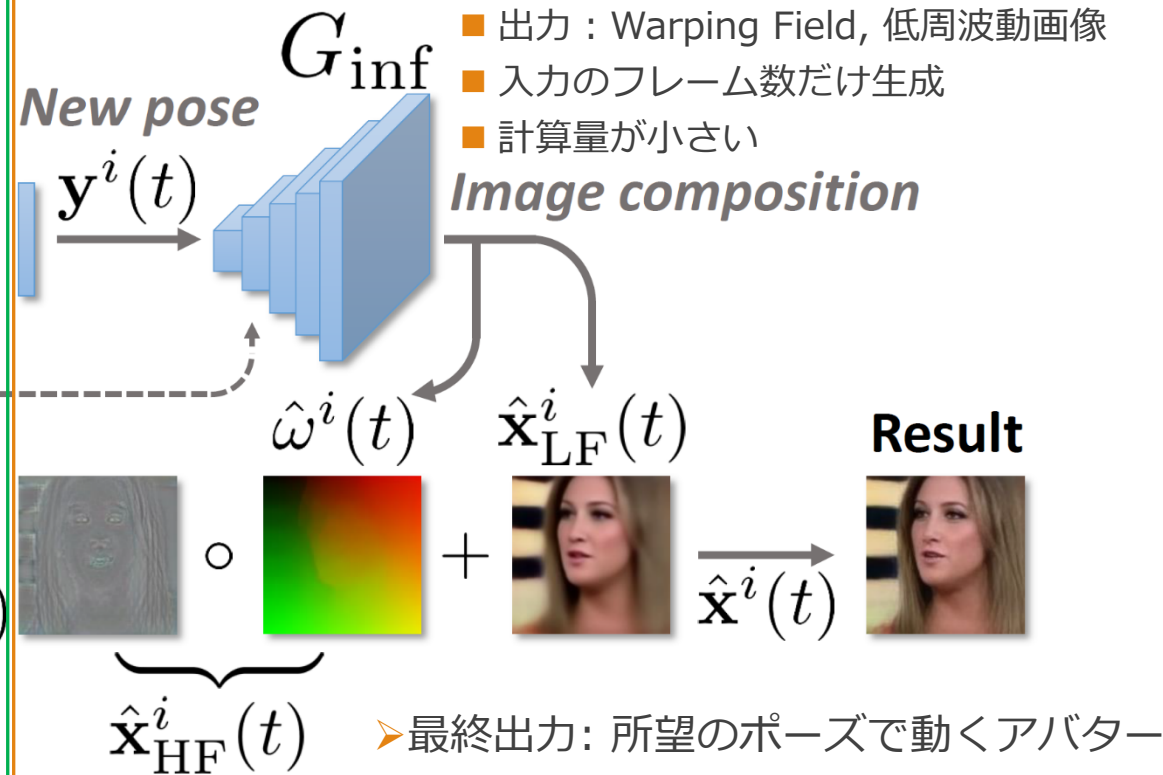 G_inf
■ 出力：Warping Field, 低周波動画像
■ 入力のフレーム数だけ生成
■ 計算量が小さい
New pose
y^i(t)
Image composition
ω̂^i(t)
x̂^i_LF(t)
Result
)
∘
+
x̂^i(t)
x̂^i_HF(t)
➢最終出力: 所望のポーズで動くアバター